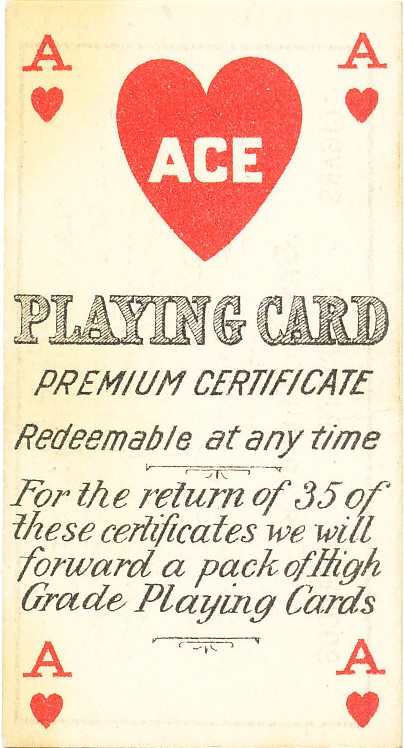 A A
ACE
PLAYING CARD
PREMIUM CERTIFICATE
Redeemable at any time
For the return of 35 of
these certificates we will
forward a pack of High
Grade Playing Cards
A A